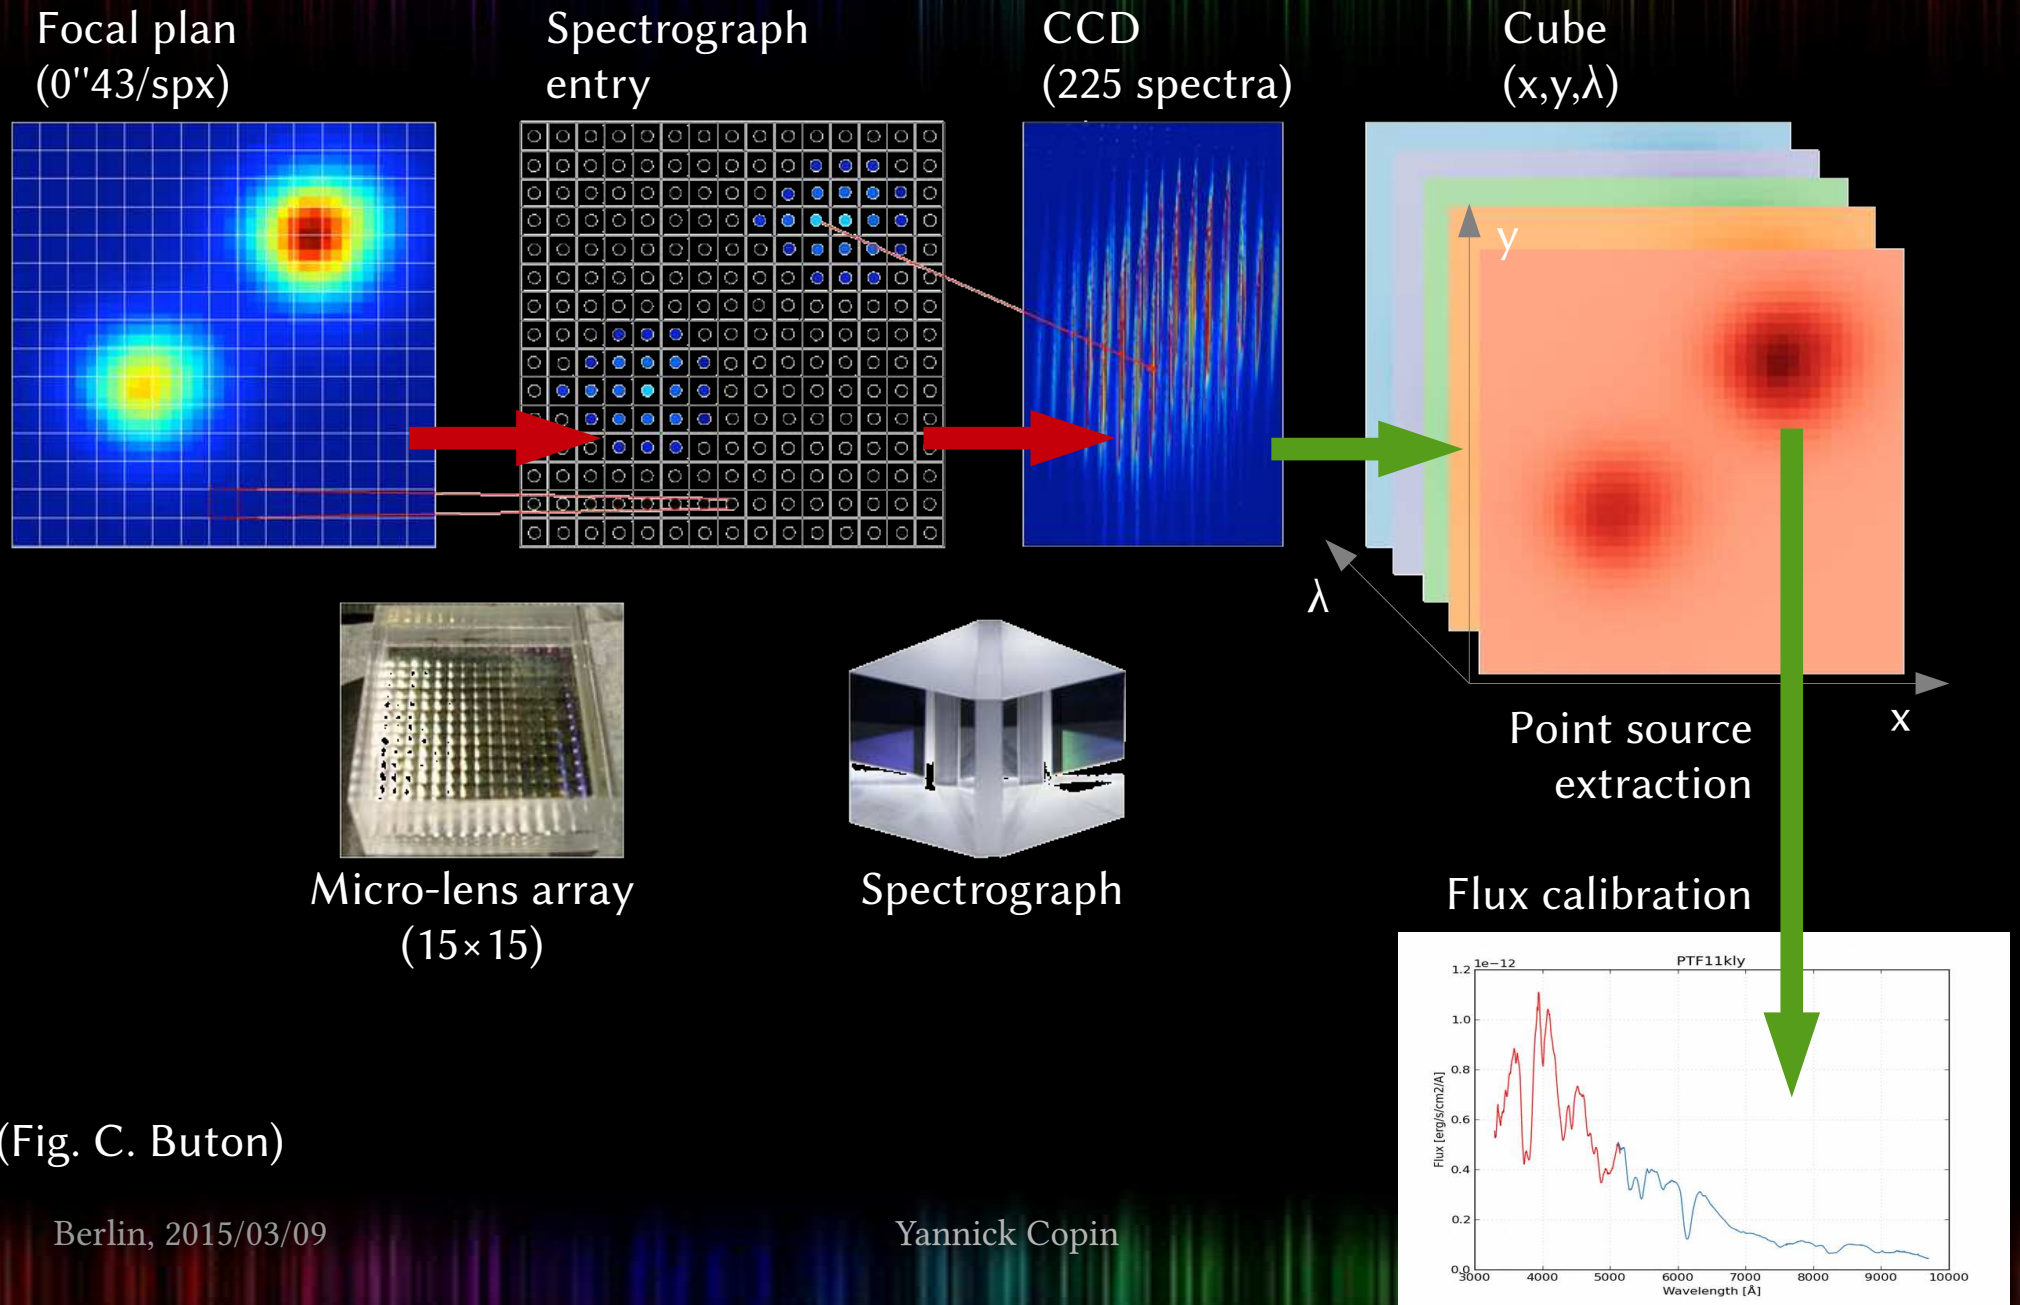 Focal plan
(0"43/spx)
Spectrograph
entry
CCD
(225 spectra)
Cube
(x,y,λ)
y
λ
x
Point source
extraction
Micro-lens array
(15×15)
Spectrograph
Flux calibration
1e−12
PTF11kly
1.2
1.0
0.8
0.6
0.4
0.2
0.0
Flux [erg/s/cm2/A]
3000 4000 5000 6000 7000 8000 9000 10000
Wavelength [Å]
(Fig. C. Buton)
Berlin, 2015/03/09
Yannick Copin